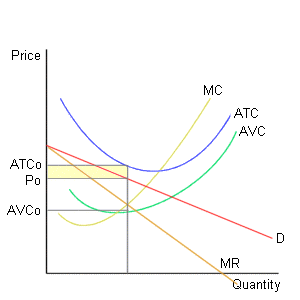 Price
MC
ATC
AVC
ATCo
Po
AVCo
D
MR
Quantity